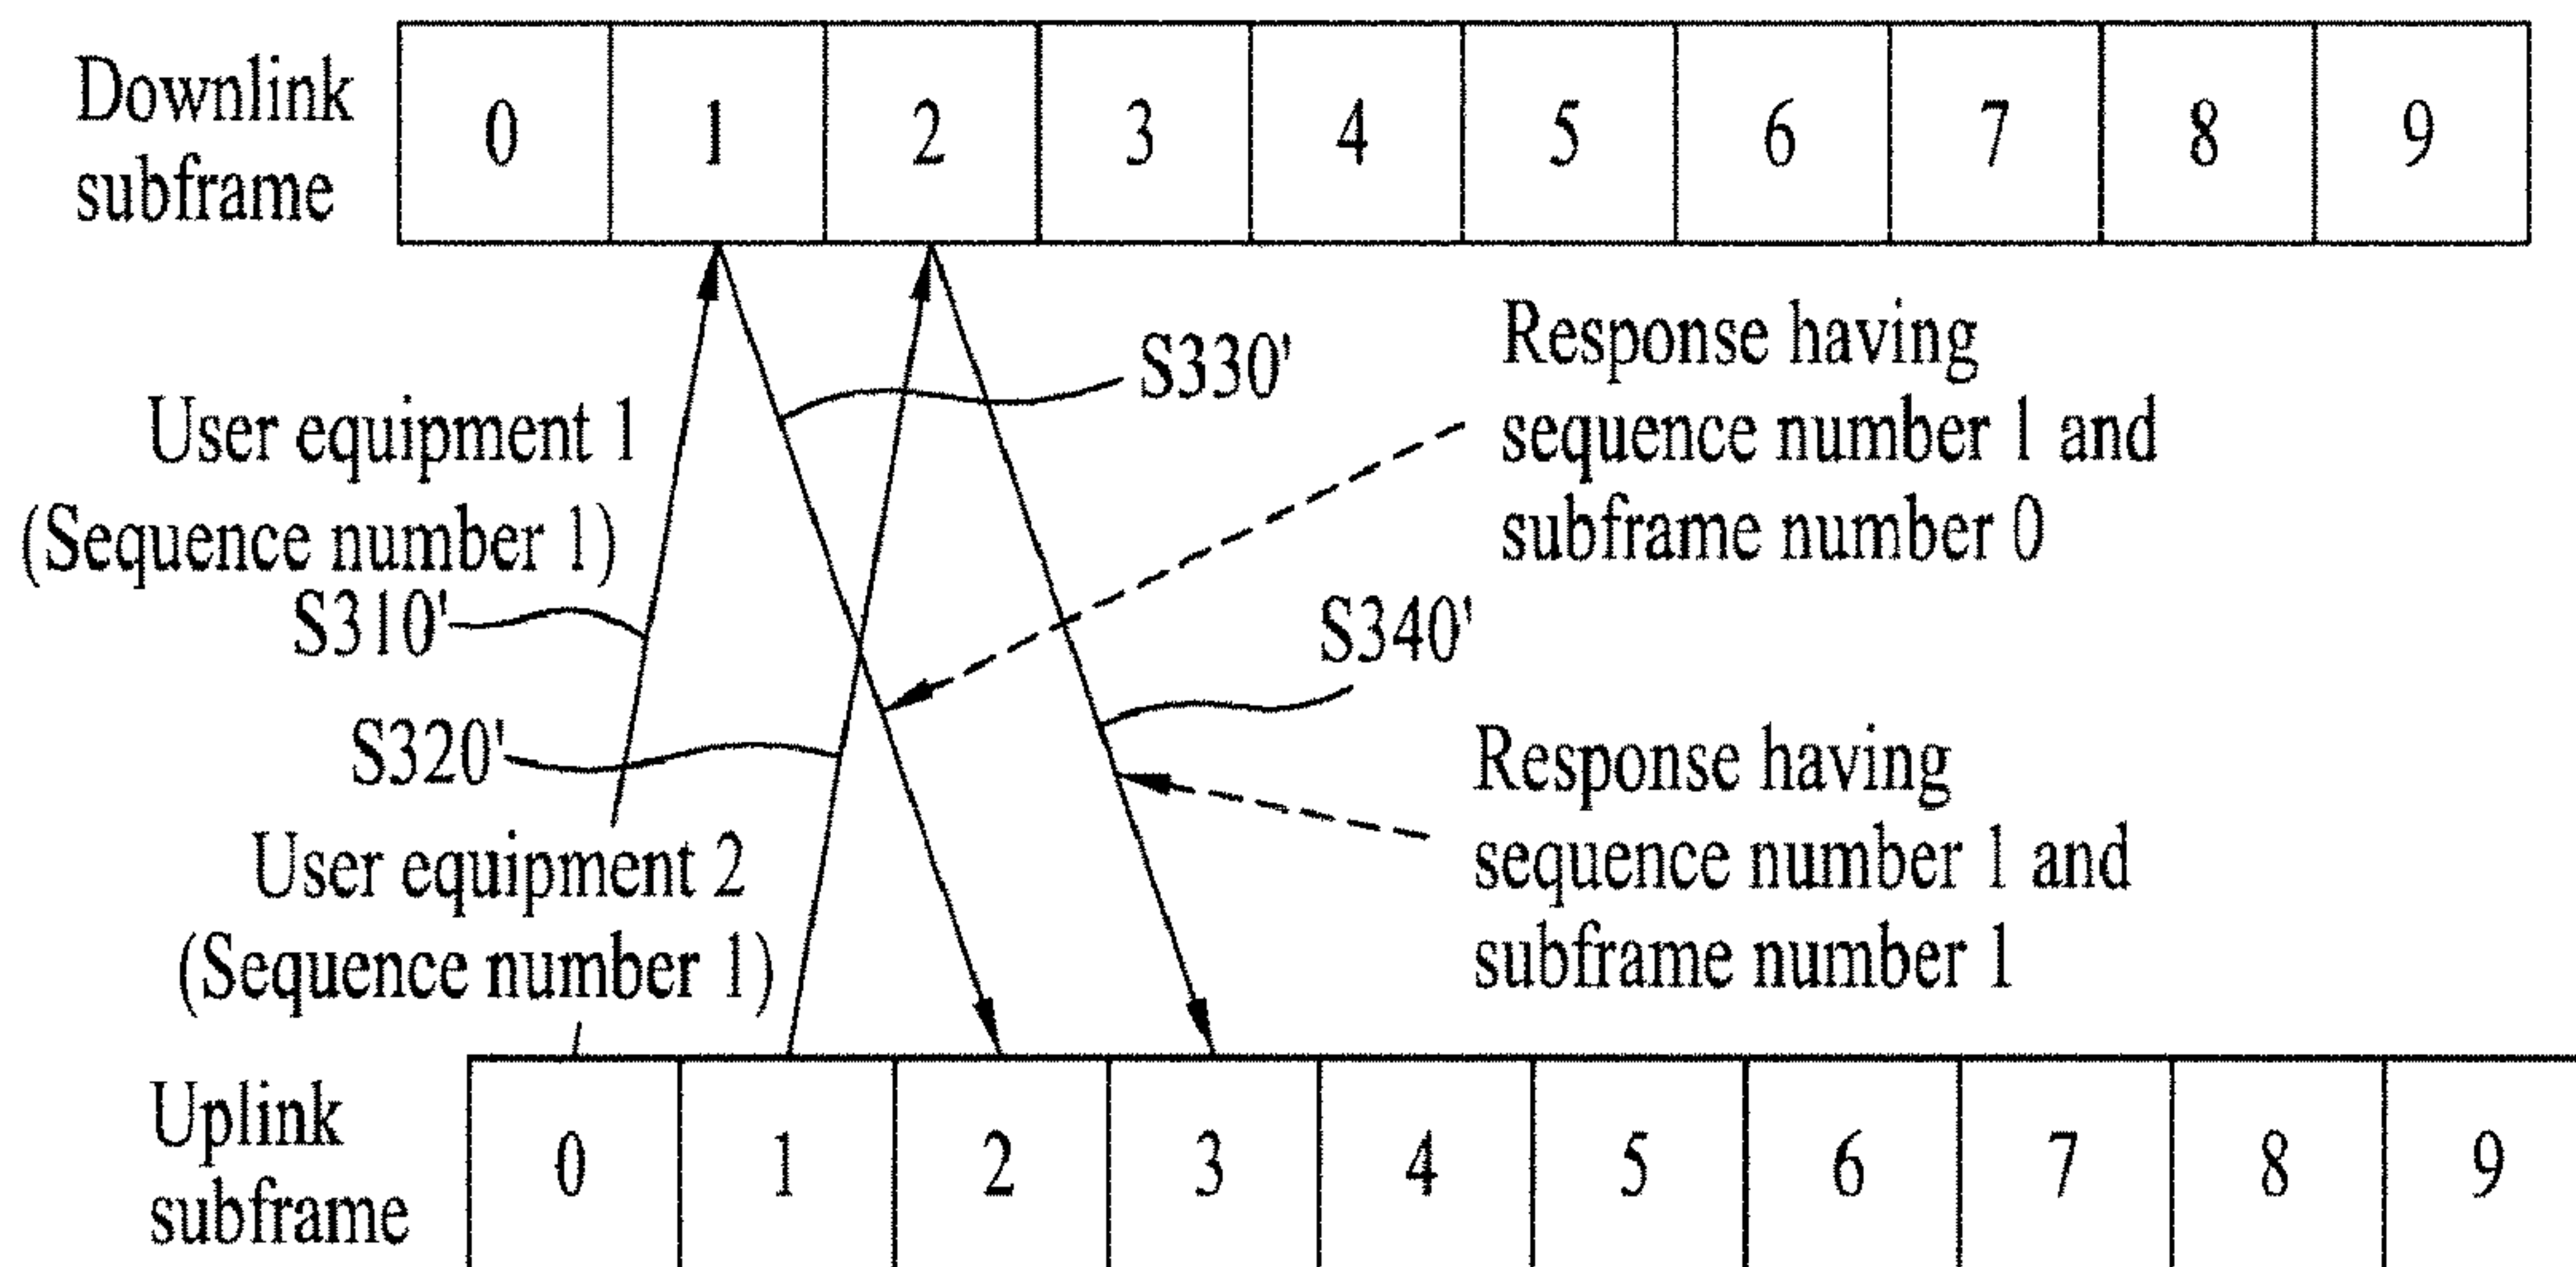 Downlink
subframe
0 1 2 3 4 5 6 7 8 9
S330'
Response having
sequence number 1 and
subframe number 0
User equipment 1
(Sequence number 1)
S310'
S340'
S320'
Response having
sequence number 1 and
subframe number 1
User equipment 2
(Sequence number 1)
Uplink
subframe
0 1 2 3 4 5 6 7 8 9